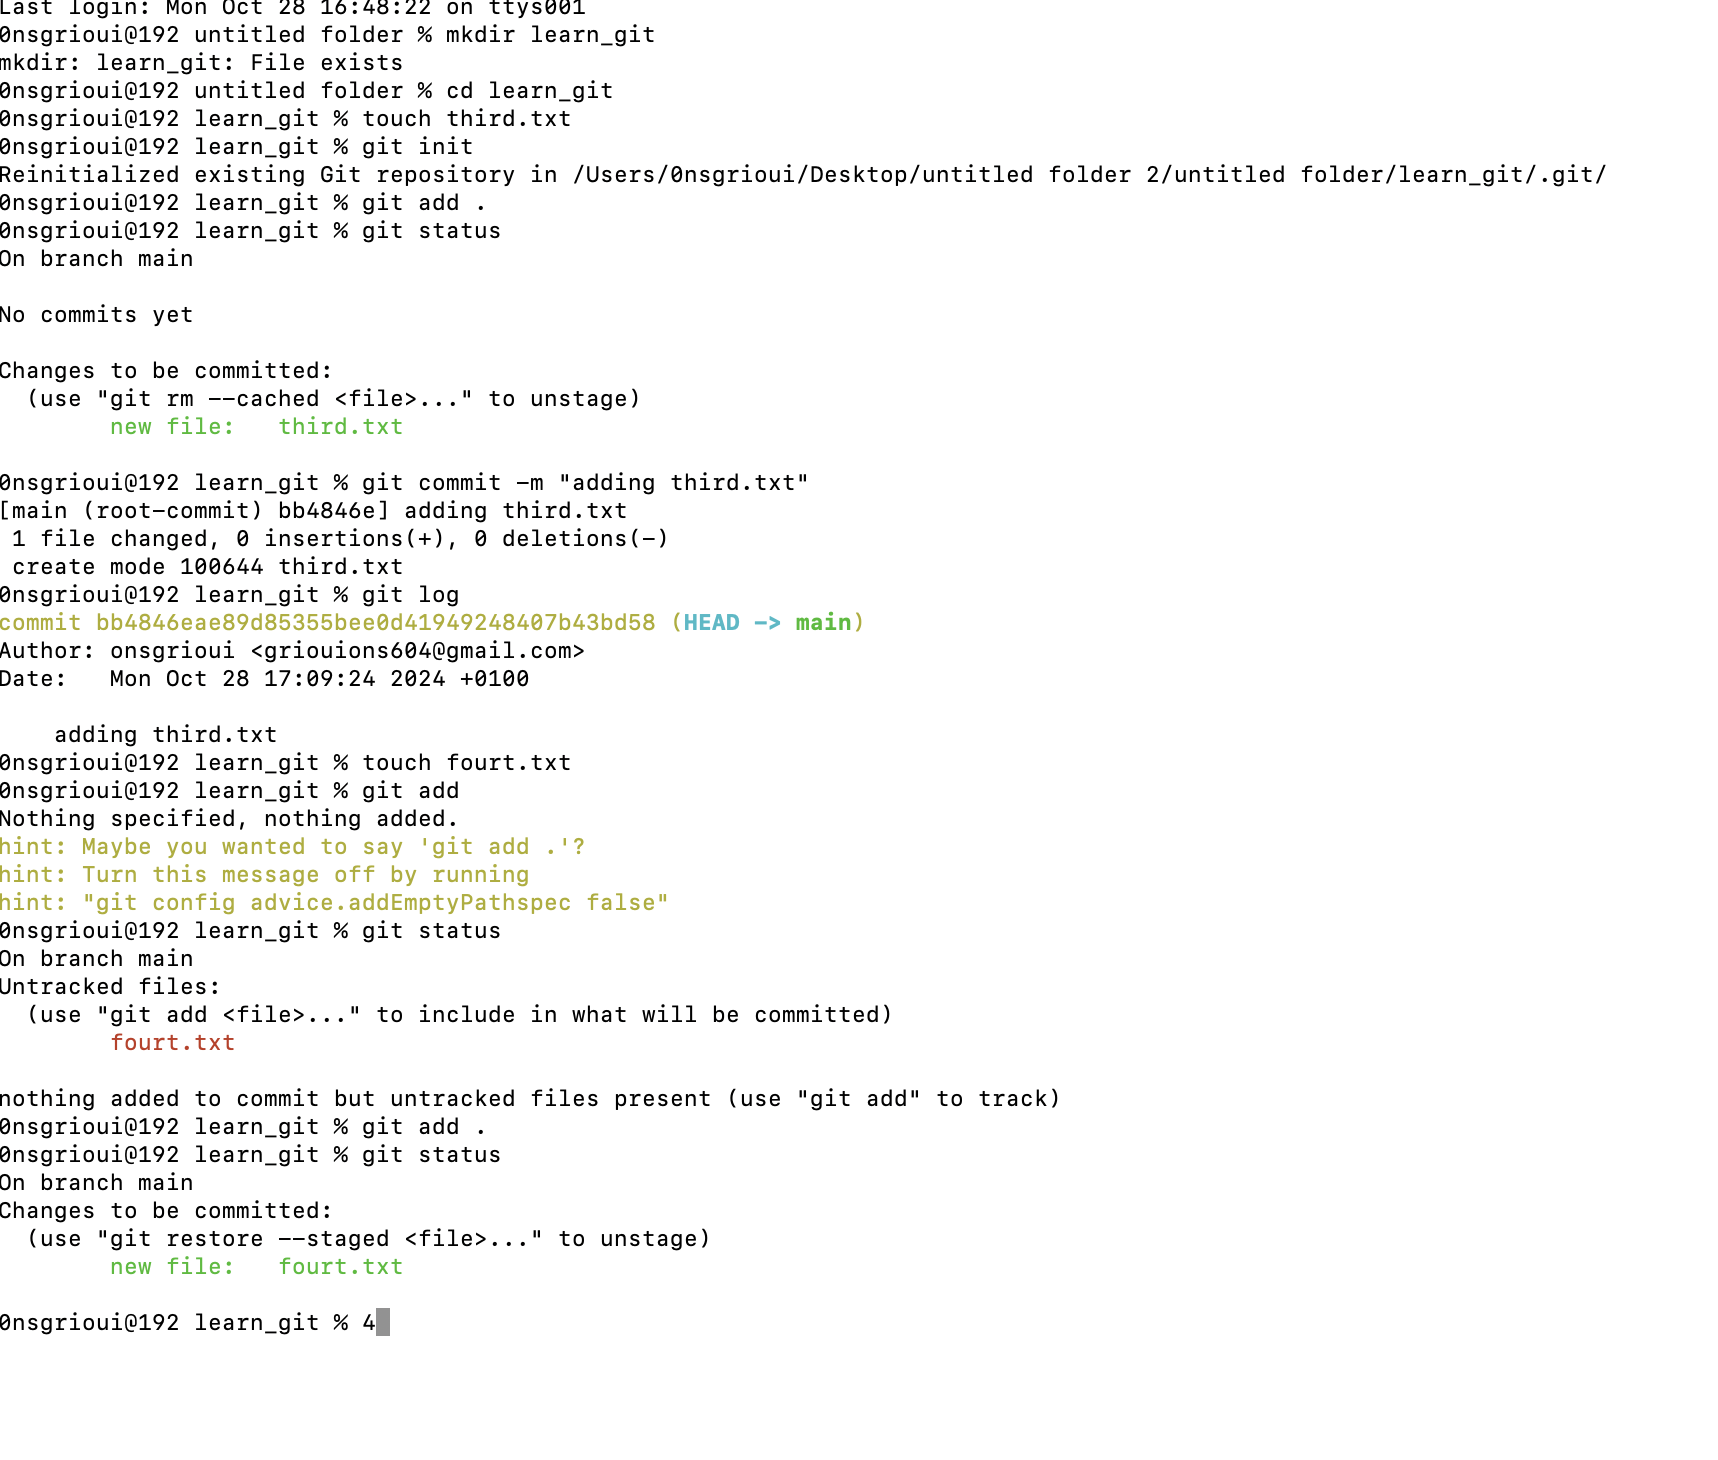 Last login: Mon Oct 28 16:48:22 on ttys001
0nsgrioui@192 untitled folder % mkdir learn_git
mkdir: learn_git: File exists
0nsgrioui@192 untitled folder % cd learn_git
0nsgrioui@192 learn_git % touch third.txt
0nsgrioui@192 learn_git % git init
Reinitialized existing Git repository in /Users/0nsgrioui/Desktop/untitled folder 2/untitled folder/learn_git/.git/
0nsgrioui@192 learn_git % git add .
0nsgrioui@192 learn_git % git status
On branch main
No commits yet
Changes to be committed:
  (use "git rm --cached <file>..." to unstage)
        new file:   third.txt
0nsgrioui@192 learn_git % git commit -m "adding third.txt"
[main (root-commit) bb4846e] adding third.txt
 1 file changed, 0 insertions(+), 0 deletions(-)
 create mode 100644 third.txt
0nsgrioui@192 learn_git % git log
commit bb4846eae89d85355bee0d41949248407b43bd58 (HEAD -> main)
Author: onsgrioui <griouions604@gmail.com>
Date:   Mon Oct 28 17:09:24 2024 +0100
    adding third.txt
0nsgrioui@192 learn_git % touch fourt.txt
0nsgrioui@192 learn_git % git add
Nothing specified, nothing added.
hint: Maybe you wanted to say 'git add .'?
hint: Turn this message off by running
hint: "git config advice.addEmptyPathspec false"
0nsgrioui@192 learn_git % git status
On branch main
Untracked files:
  (use "git add <file>..." to include in what will be committed)
        fourt.txt
nothing added to commit but untracked files present (use "git add" to track)
0nsgrioui@192 learn_git % git add .
0nsgrioui@192 learn_git % git status
On branch main
Changes to be committed:
  (use "git restore --staged <file>..." to unstage)
        new file:   fourt.txt
0nsgrioui@192 learn_git % 4